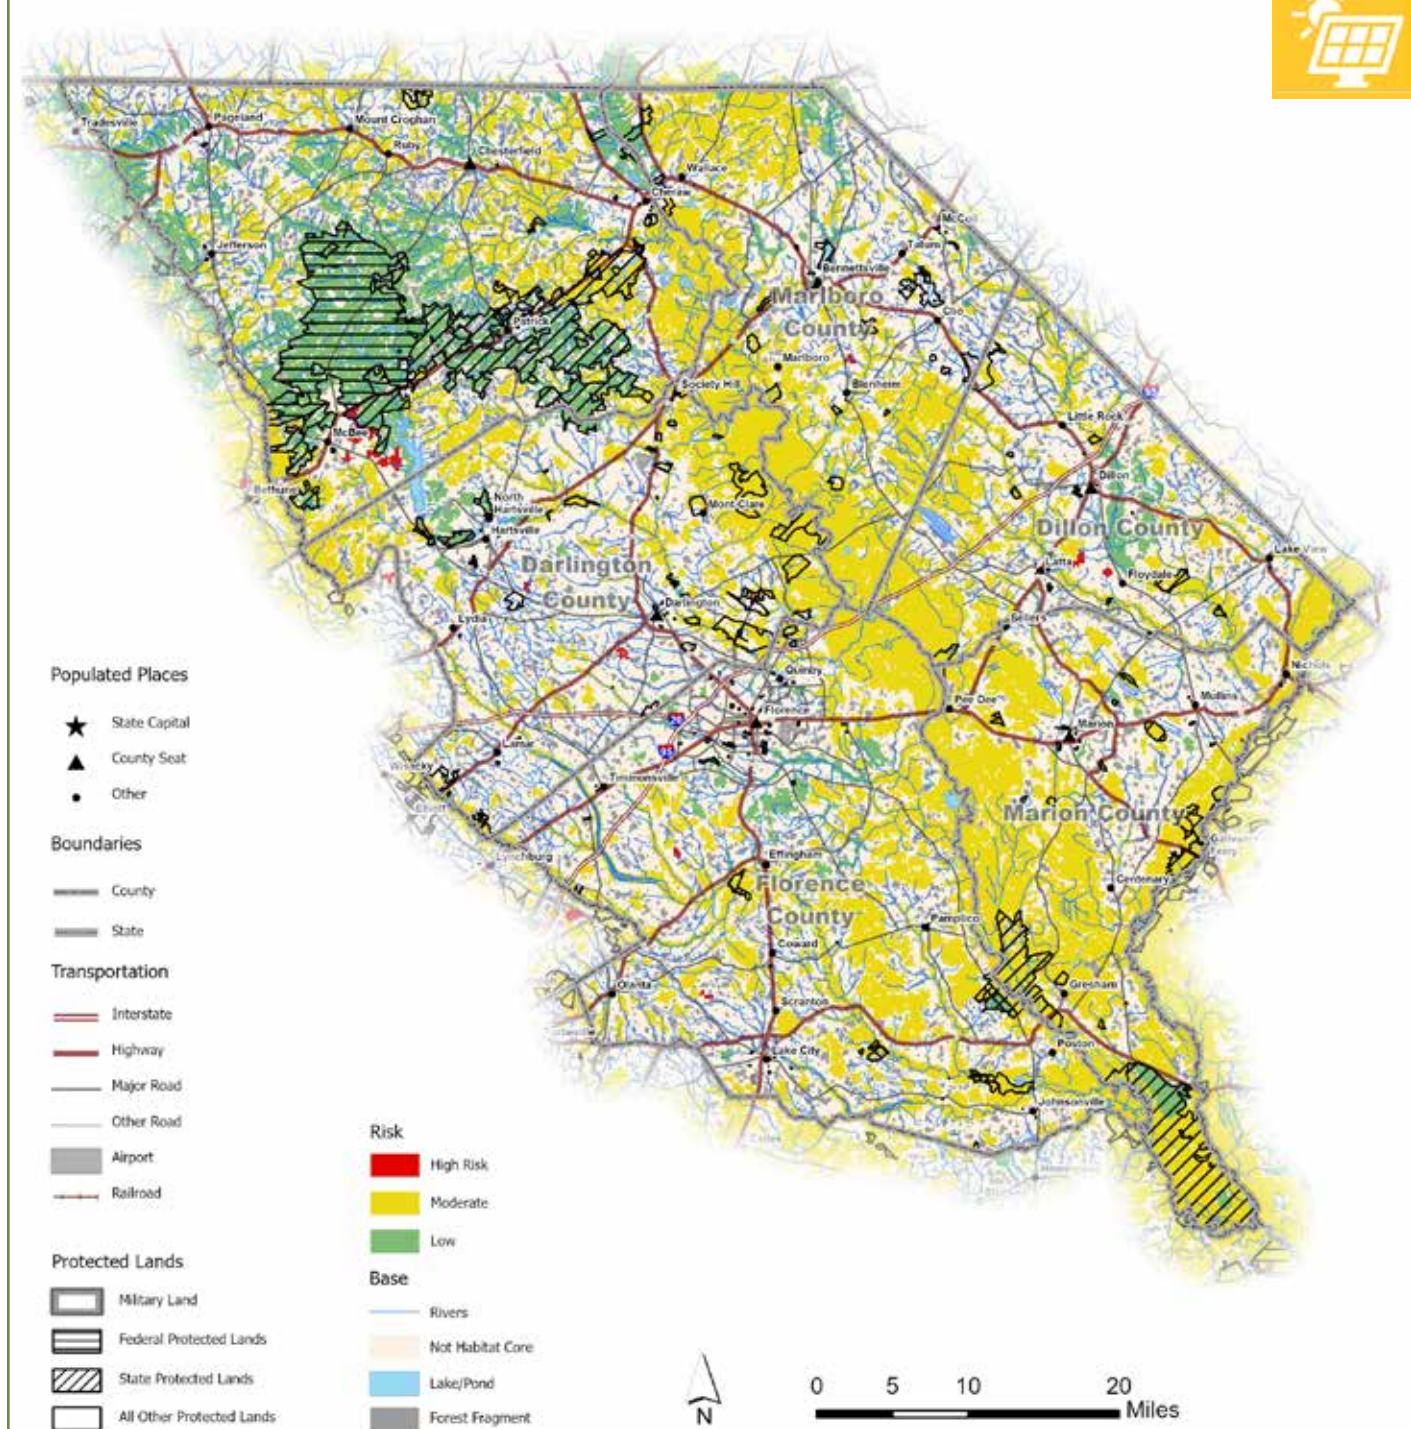 Tradesville
Pageland
Mount Croghan
Ruby
Chesterfield
Wallace
Cheraw
McColl
Tatum
Jefferson
Bennettsville
Marlboro
County
Clio
Patrick
Marlboro
Blenheim
Society Hill
Little Rock
McBee
Dillon
Bethune
North
Hartsville
Hartsville
Mont Clare
Dillon County
Lake View
Latta
Floydale
Darlington
County
Darlington
Lydia
Sellers
Quinby
Nichols
Pee Dee
Mullins
Florence
Marion
20
95
Lamar
Timmonsville
Marion County
Lynchburg
Effingham
Florence
County
Centenary
Pamplico
Coward
Olanta
Gresham
Scranton
Lake City
Poston
Johnsonville
Populated Places
State Capital
County Seat
Other
Boundaries
County
State
Transportation
Interstate
Highway
Major Road
Other Road
Airport
Railroad
Protected Lands
Military Land
Federal Protected Lands
State Protected Lands
All Other Protected Lands
Risk
High Risk
Moderate
Low
Base
Rivers
Not Habitat Core
Lake/Pond
Forest Fragment
N
0 5 10 20
Miles